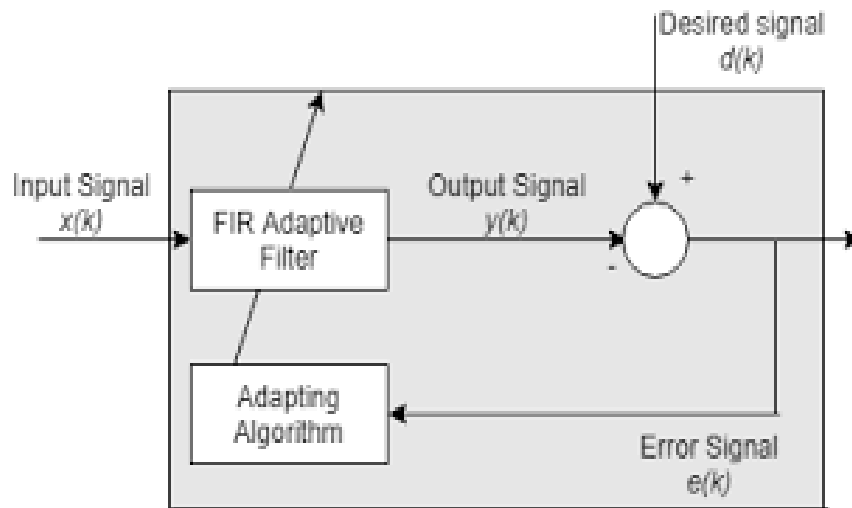 Desired signal
d(k)
Input Signal
x(k)
FIR Adaptive
Filter
Output Signal
y(k)
+
-
Adapting
Algorithm
Error Signal
e(k)